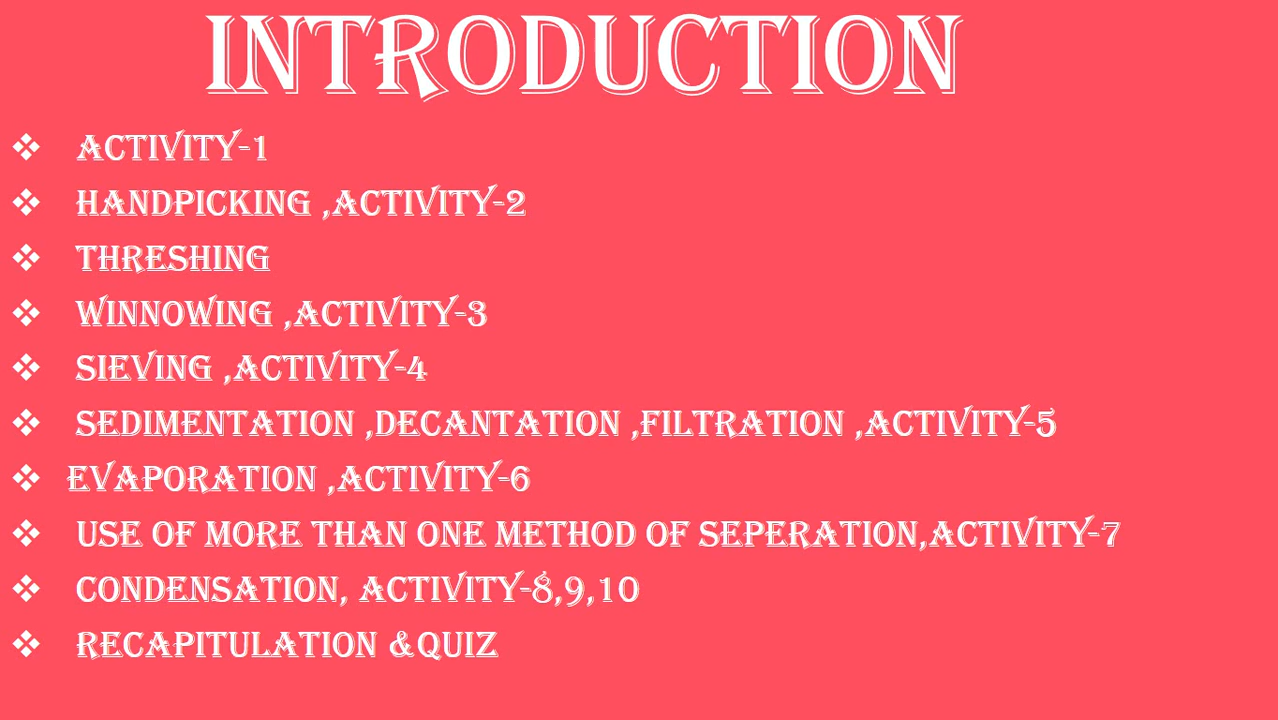 INTRODUCTION
❖ ACTIVITY-1
❖ HANDPICKING ,ACTIVITY-2
❖ THRESHING
❖ WINNOWING ,ACTIVITY-3
❖ SIEVING ,ACTIVITY-4
❖ SEDIMENTATION ,DECANTATION ,FILTRATION ,ACTIVITY-5
❖ EVAPORATION ,ACTIVITY-6
❖ USE OF MORE THAN ONE METHOD OF SEPERATION,ACTIVITY-7
❖ CONDENSATION, ACTIVITY-8,9,10
❖ RECAPITULATION &QUIZ